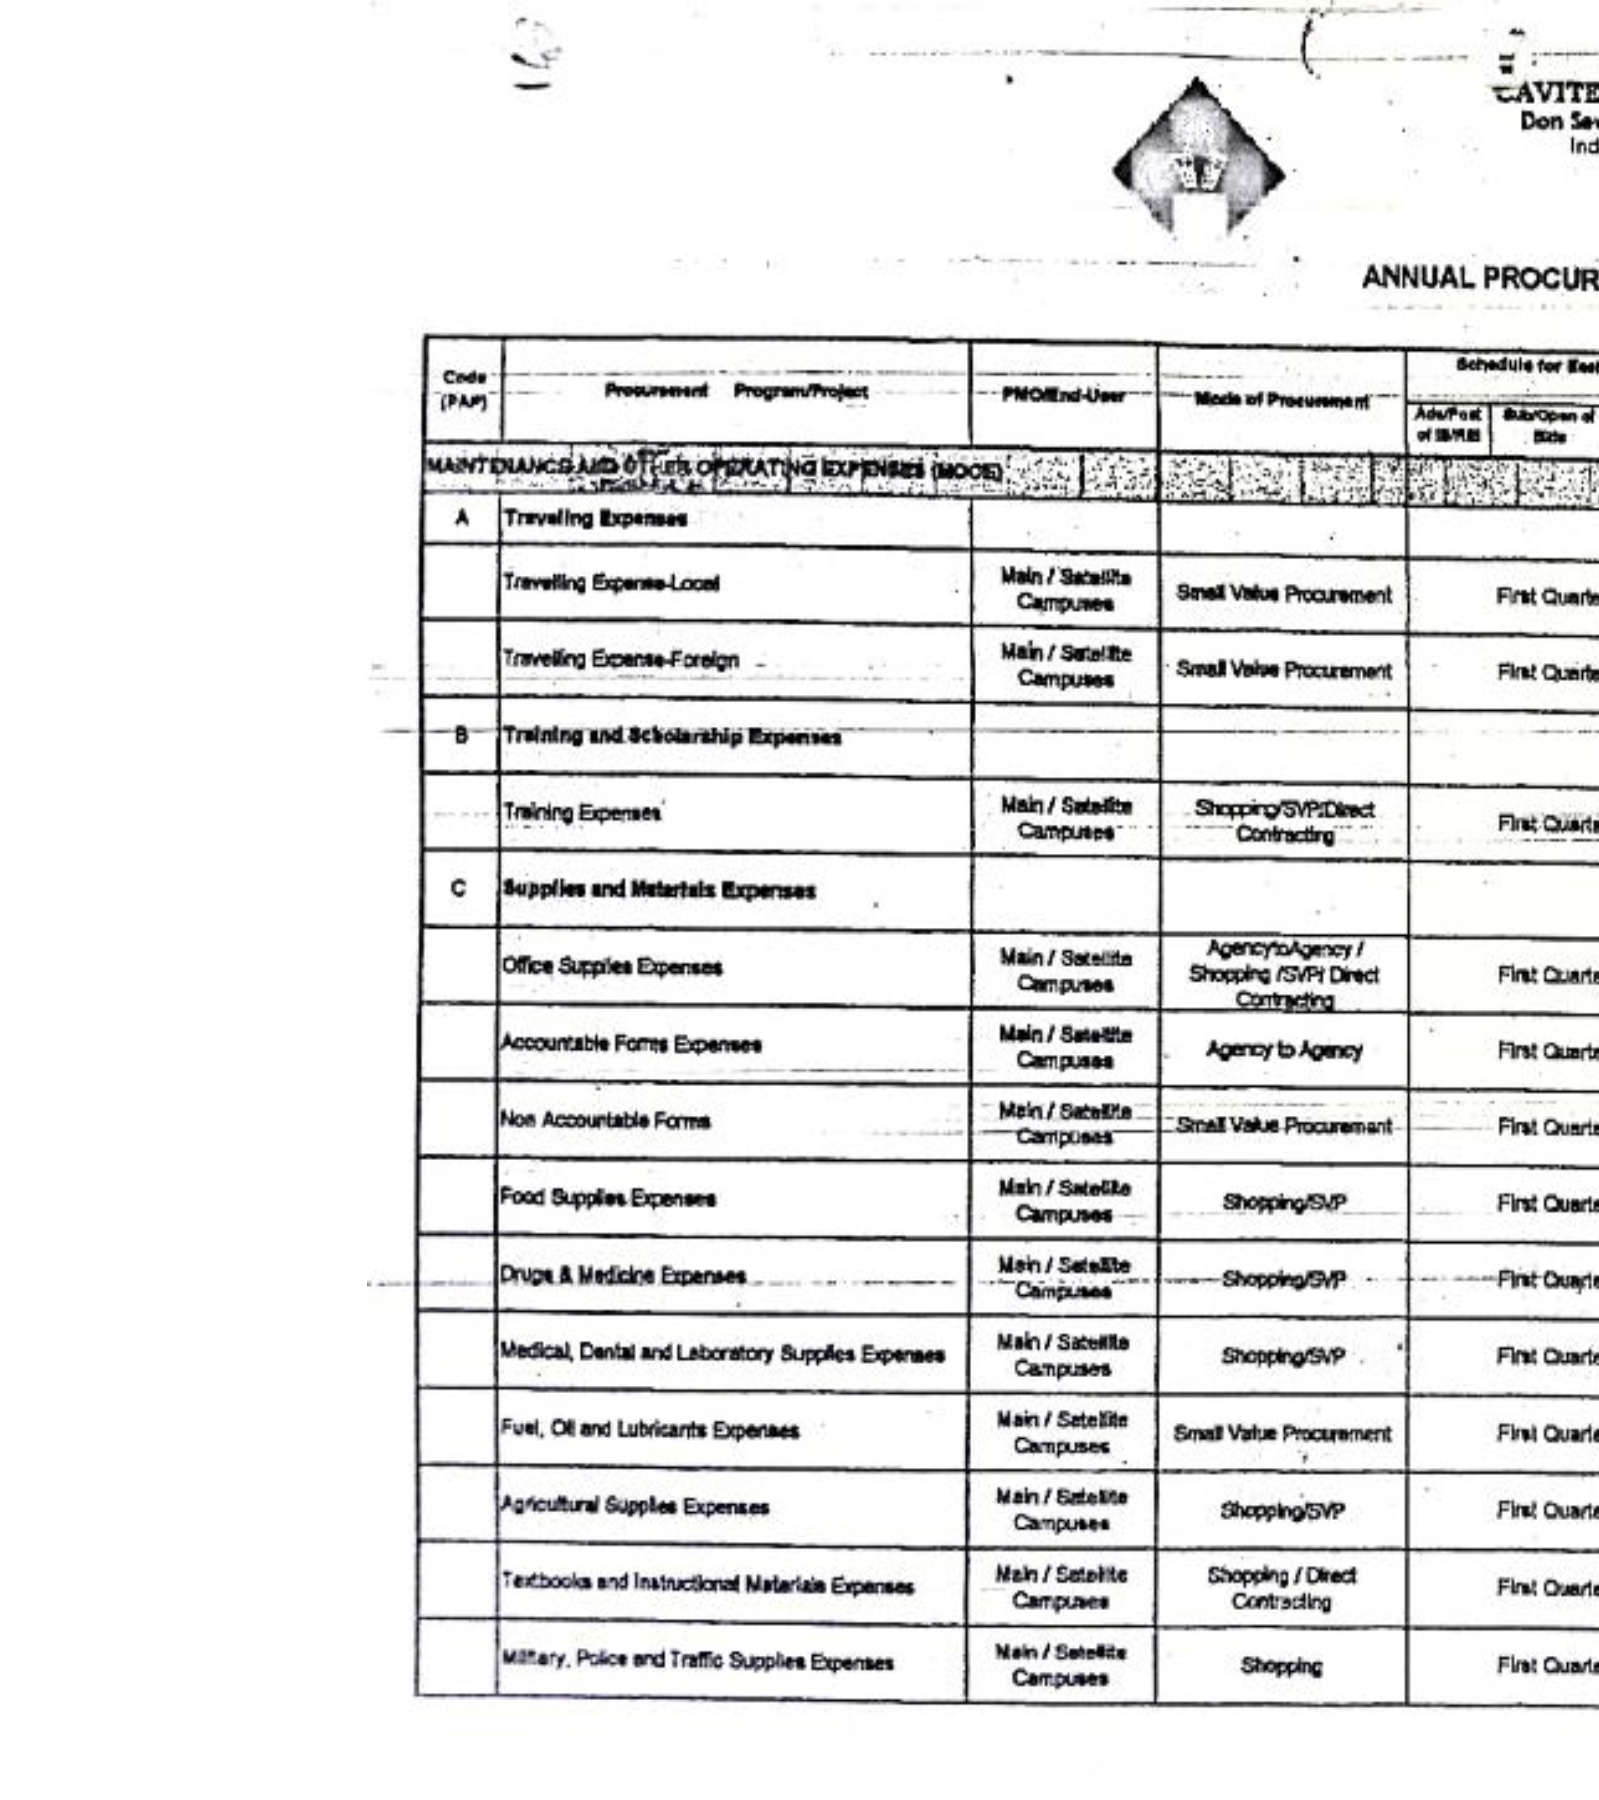 CAVITE
Don Sev
Ind
ANNUAL PROCUR
Code
(PAP)
Procurement Program/Project
PMO/End-User
Mode of Procurement
Schedule for Each
Ads/Post
of IB/REI
Sub/Open of
Bids
MAINTENANCE AND OTHER OPERATING EXPENSES (MOOE)
A Traveling Expenses
Travelling Expense-Local
Main / Satellite
Campuses
Small Value Procurement
First Quarte
Travelling Expense-Foreign
Main / Satellite
Campuses
Small Value Procurement
First Quarte
B Training and Scholarship Expenses
Training Expenses
Main / Satellite
Campuses
Shopping/SVP/Direct
Contracting
First Quarte
C Supplies and Materials Expenses
Office Supplies Expenses
Main / Satellite
Campuses
AgencytoAgency /
Shopping /SVP/ Direct
Contracting
First Quarte
Accountable Forms Expenses
Main / Satellite
Campuses
Agency to Agency
First Quarte
Non Accountable Forms
Main / Satellite
Campuses
Small Value Procurement
First Quarte
Food Supplies Expenses
Main / Satellite
Campuses
Shopping/SVP
First Quarte
Drugs & Medicine Expenses
Main / Satellite
Campuses
Shopping/SVP
First Quarte
Medical, Dental and Laboratory Supplies Expenses
Main / Satellite
Campuses
Shopping/SVP
First Quarte
Fuel, Oil and Lubricants Expenses
Main / Satellite
Campuses
Small Value Procurement
First Quarte
Agricultural Supplies Expenses
Main / Satellite
Campuses
Shopping/SVP
First Quarte
Textbooks and Instructional Materials Expenses
Main / Satellite
Campuses
Shopping / Direct
Contracting
First Quarte
Military, Police and Traffic Supplies Expenses
Main / Satellite
Campuses
Shopping
First Quarte